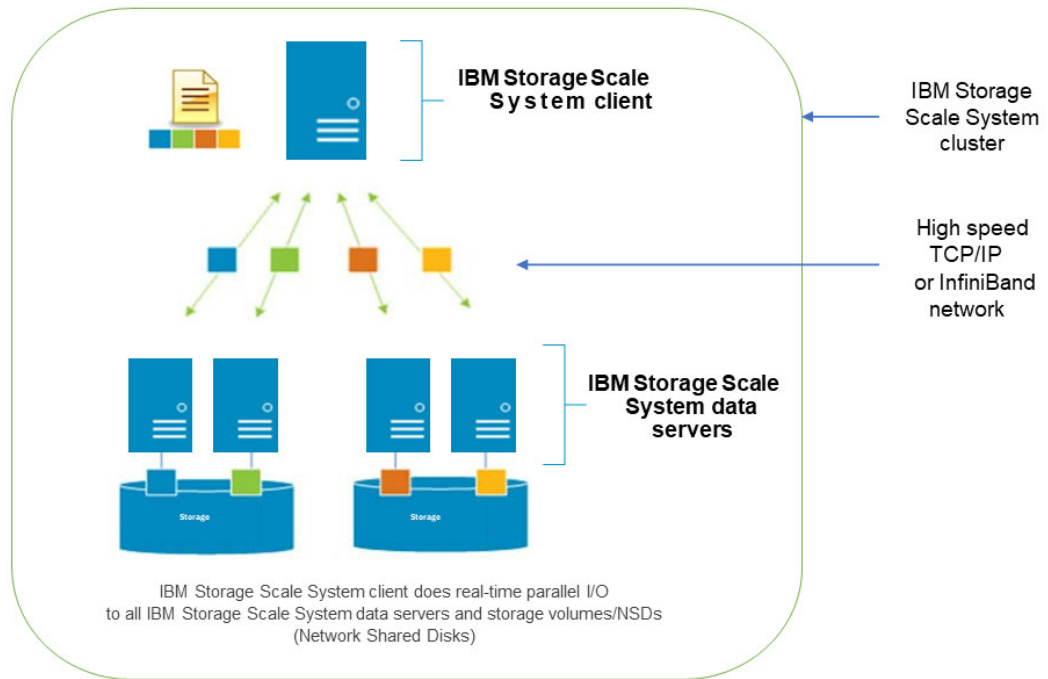 IBM Storage Scale
System client
IBM Storage
Scale System
cluster
High speed
TCP/IP
or InfiniBand
network
IBM Storage Scale
System data
servers
Storage
Storage
IBM Storage Scale System client does real-time parallel I/O
to all IBM Storage Scale System data servers and storage volumes/NSDs
(Network Shared Disks)